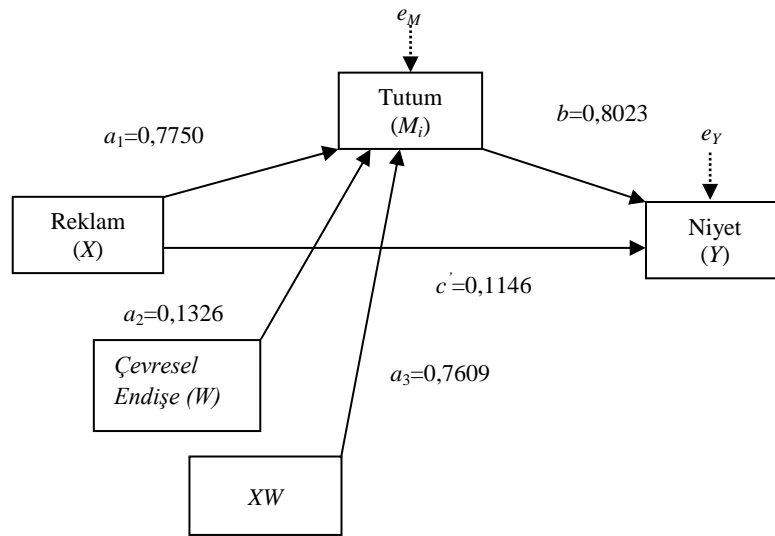 e_M
Tutum
(M_i)
a_1=0,7750
b=0,8023
e_Y
Reklam
(X)
Niyet
(Y)
c'=0,1146
a_2=0,1326
Çevresel
Endişe (W)
a_3=0,7609
XW